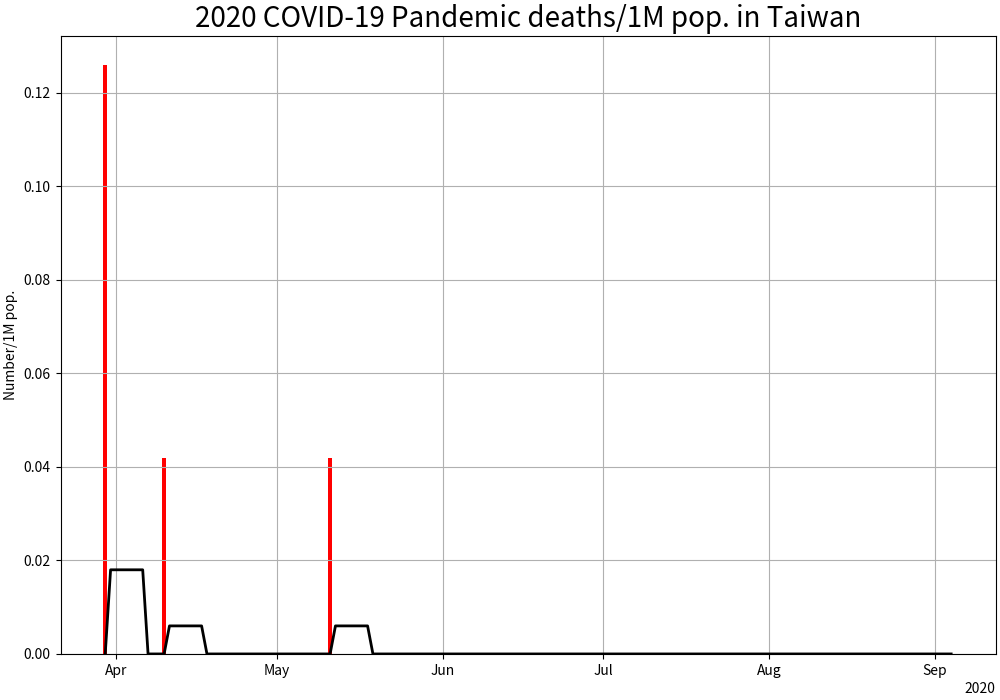 2020 COVID-19 Pandemic deaths/1M pop. in Taiwan
Number/1M pop.
0.12
0.10
0.08
0.06
0.04
0.02
0.00
Apr May Jun Jul Aug Sep
2020